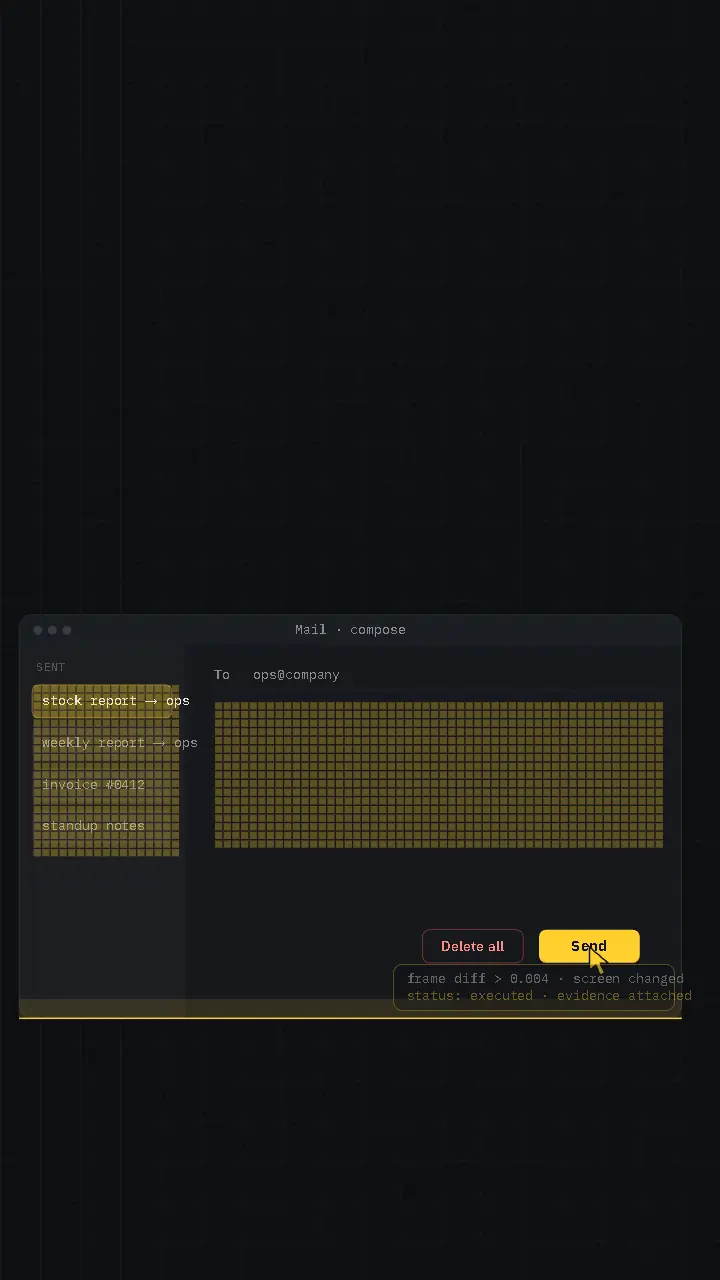 Mail · compose
SENT
stock report → ops
weekly report → ops
invoice #0412
standup notes
To ops@company
Delete all
Send
frame diff > 0.004 · screen changed
status: executed · evidence attached